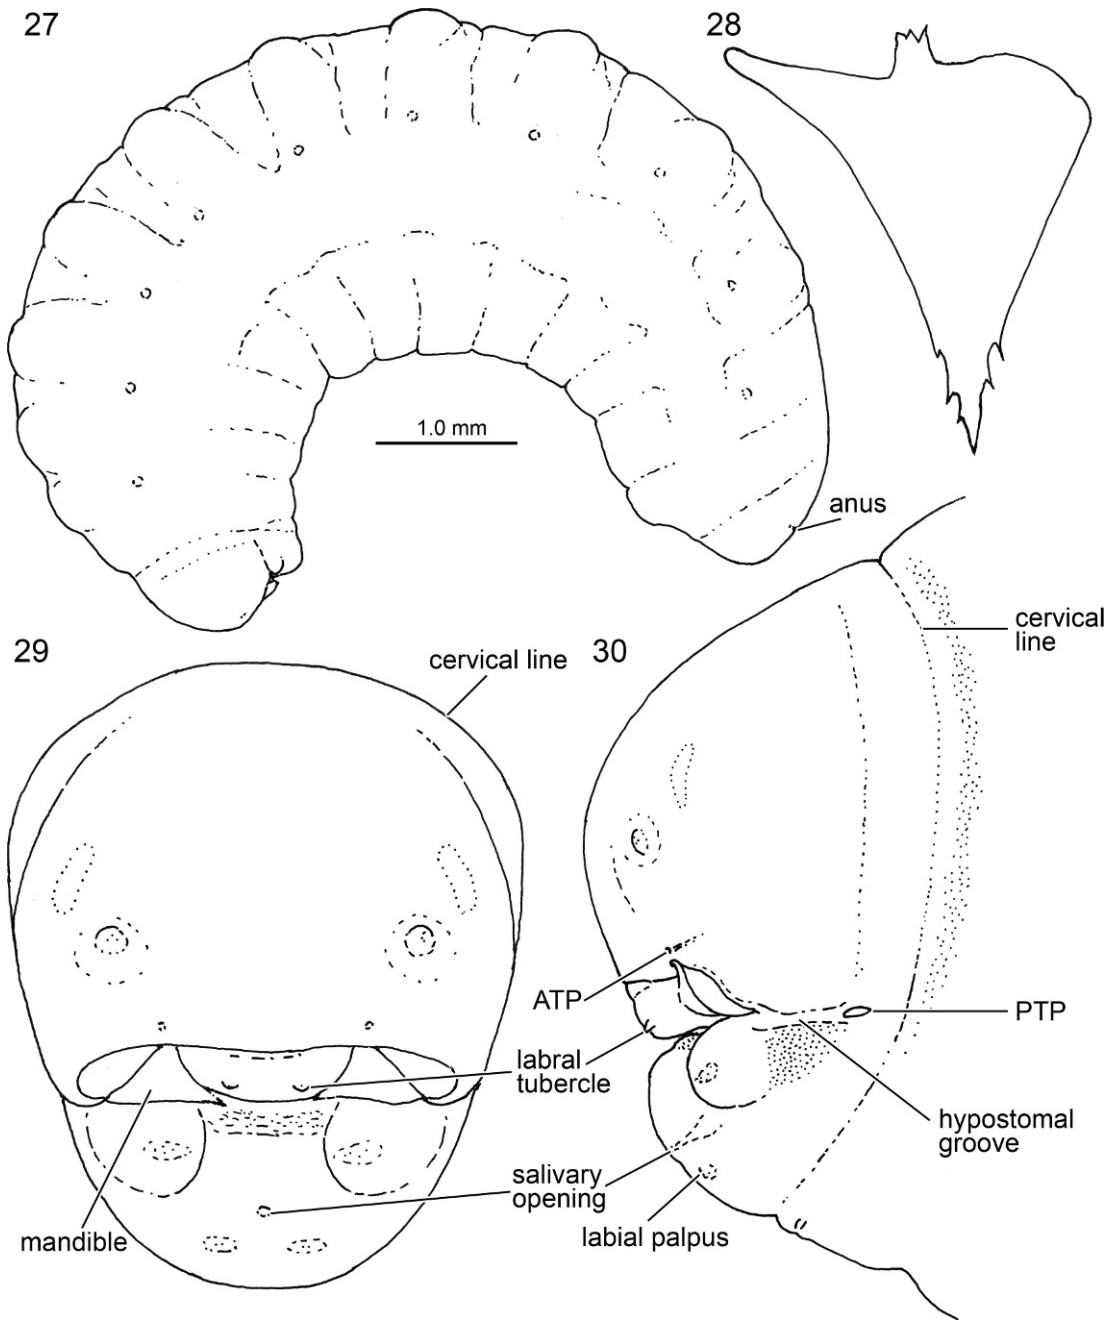 27
28
1.0 mm
anus
29
cervical line
30
cervical
line
ATP
PTP
labral
tubercle
hypostomal
groove
salivary
opening
mandible
labial palpus